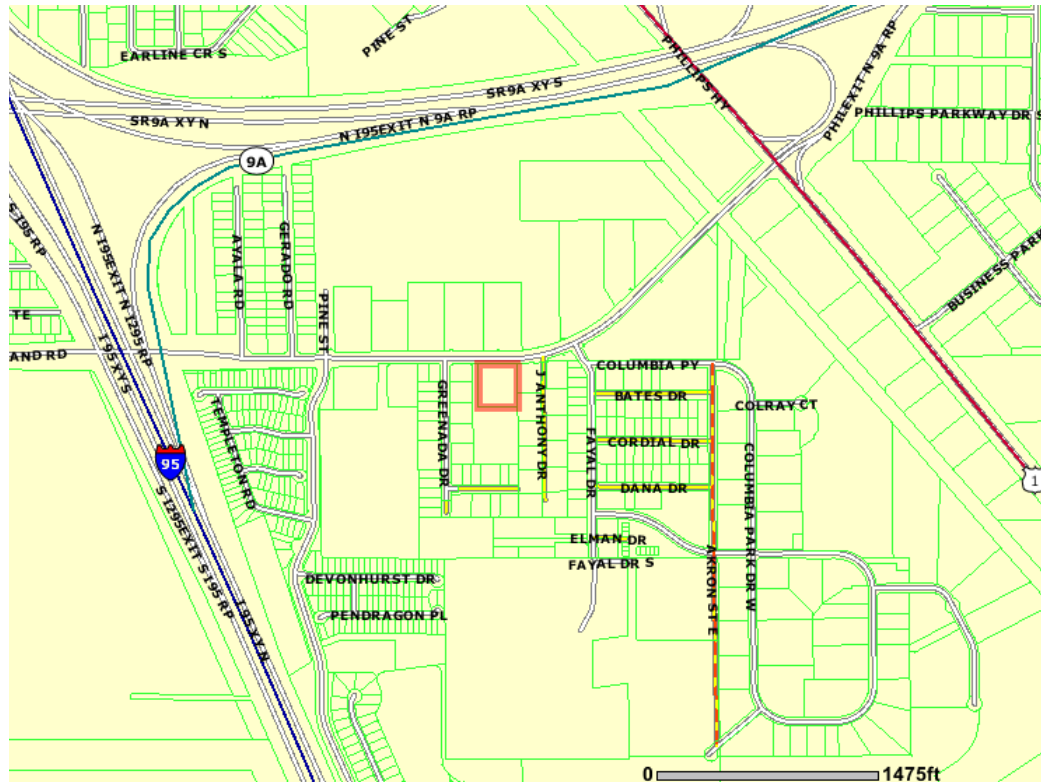 EARLINE CR S
PINE ST
PHILLIPS HY
SR9A XY S
SR9A XY N
N I95EXIT N 9A RP
PHILEXIT N 9A RP
PHILLIPS PARKWAY DR S
9A
S I95 RP
N I95EXIT N I295 RP
AYALA RD
GERADO RD
PINE ST
BUSINESS PARK
TE
AND RD
I 95 XY S
COLUMBIA PY
GREENADA DR
J ANTHONY DR
BATES DR
COLRAY CT
TEMPLETON RD
FAYAL DR
CORDIAL DR
95
1
DANA DR
COLUMBIA PARK DR W
S I295EXIT S I95 RP
ELMAN DR
FAYAL DR S
AKRON ST E
DEVONHURST DR
PENDRAGON PL
I 95 XY N
0 1475ft